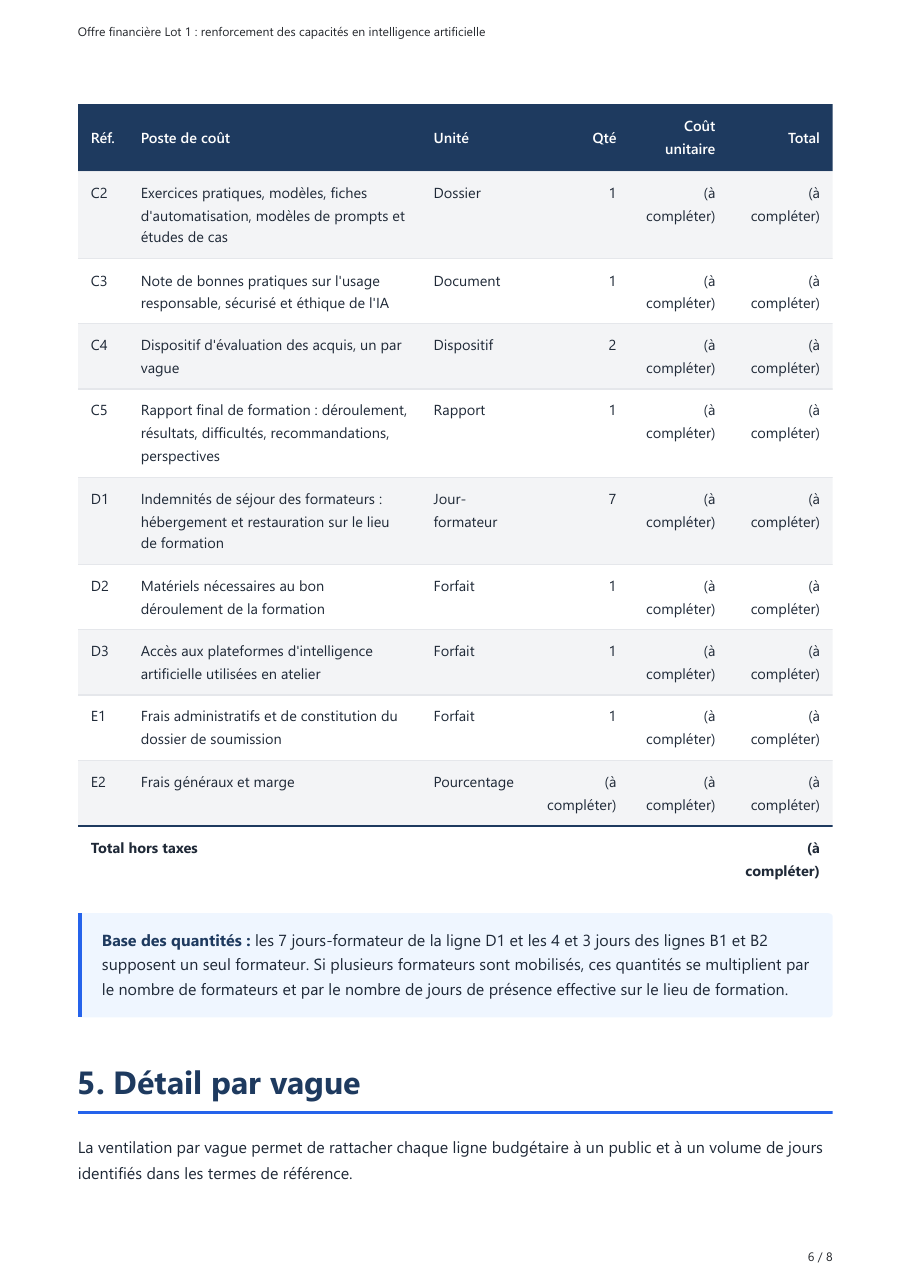 Offre financière Lot 1 : renforcement des capacités en intelligence artificielle
Réf. Poste de coût Unité Qté Coût unitaire Total
C2 Exercices pratiques, modèles, fiches Dossier 1 (à (à
d'automatisation, modèles de prompts et compléter) compléter)
études de cas
C3 Note de bonnes pratiques sur l'usage Document 1 (à (à
responsable, sécurisé et éthique de l'IA compléter) compléter)
C4 Dispositif d'évaluation des acquis, un par Dispositif 2 (à (à
vague compléter) compléter)
C5 Rapport final de formation : déroulement, Rapport 1 (à (à
résultats, difficultés, recommandations, compléter) compléter)
perspectives
D1 Indemnités de séjour des formateurs : Jour- 7 (à (à
hébergement et restauration sur le lieu formateur compléter) compléter)
de formation
D2 Matériels nécessaires au bon Forfait 1 (à (à
déroulement de la formation compléter) compléter)
D3 Accès aux plateformes d'intelligence Forfait 1 (à (à
artificielle utilisées en atelier compléter) compléter)
E1 Frais administratifs et de constitution du Forfait 1 (à (à
dossier de soumission compléter) compléter)
E2 Frais généraux et marge Pourcentage (à (à (à
compléter) compléter) compléter)
Total hors taxes (à
compléter)
Base des quantités : les 7 jours-formateur de la ligne D1 et les 4 et 3 jours des lignes B1 et B2
supposent un seul formateur. Si plusieurs formateurs sont mobilisés, ces quantités se multiplient par
le nombre de formateurs et par le nombre de jours de présence effective sur le lieu de formation.
5. Détail par vague
La ventilation par vague permet de rattacher chaque ligne budgétaire à un public et à un volume de jours
identifiés dans les termes de référence.
6 / 8